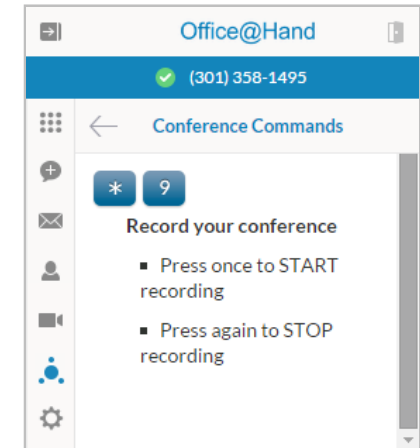 Office@Hand
(301) 358-1495
Conference Commands
* 9
Record your conference
▪ Press once to START
recording
▪ Press again to STOP
recording